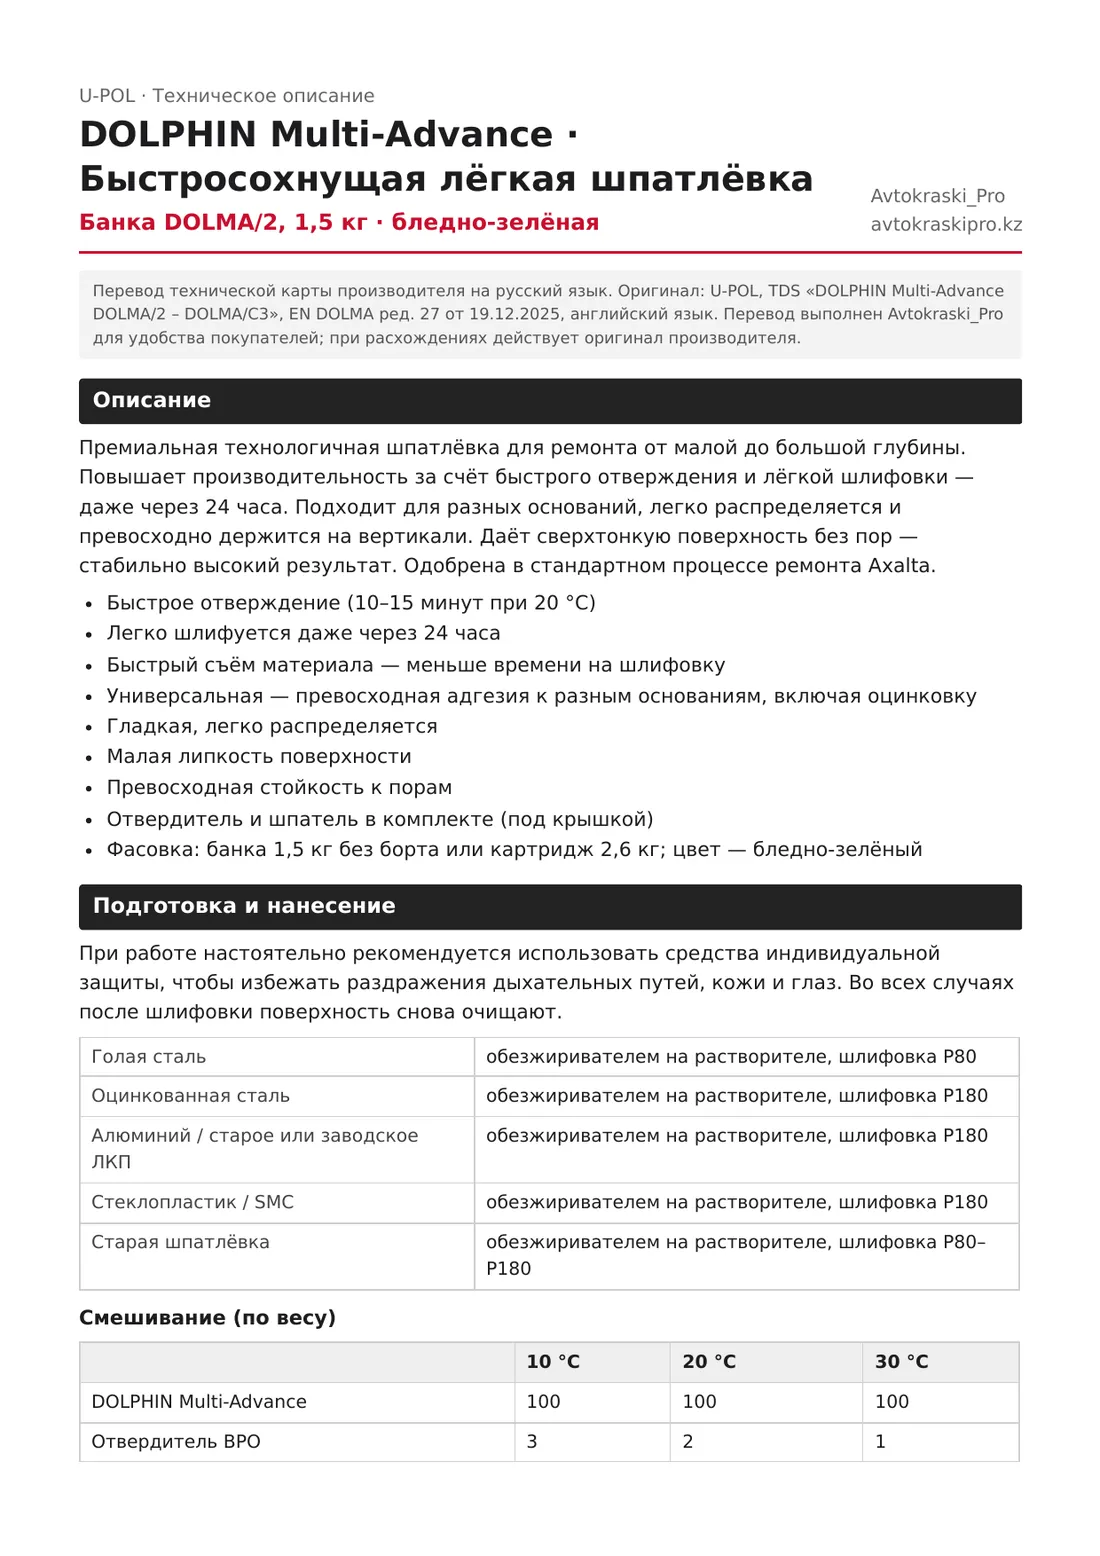 U-POL · Техническое описание
DOLPHIN Multi-Advance ·
Быстросохнущая лёгкая шпатлёвка
Банка DOLMA/2, 1,5 кг · бледно-зелёная
Avtokraski_Pro
avtokraskipro.kz
Перевод технической карты производителя на русский язык. Оригинал: U-POL, TDS «DOLPHIN Multi-Advance
DOLMA/2 – DOLMA/C3», EN DOLMA ред. 27 от 19.12.2025, английский язык. Перевод выполнен Avtokraski_Pro
для удобства покупателей; при расхождениях действует оригинал производителя.
Описание
Премиальная технологичная шпатлёвка для ремонта от малой до большой глубины.
Повышает производительность за счёт быстрого отверждения и лёгкой шлифовки —
даже через 24 часа. Подходит для разных оснований, легко распределяется и
превосходно держится на вертикали. Даёт сверхтонкую поверхность без пор —
стабильно высокий результат. Одобрена в стандартном процессе ремонта Axalta.
• Быстрое отверждение (10–15 минут при 20 °C)
• Легко шлифуется даже через 24 часа
• Быстрый съём материала — меньше времени на шлифовку
• Универсальная — превосходная адгезия к разным основаниям, включая оцинковку
• Гладкая, легко распределяется
• Малая липкость поверхности
• Превосходная стойкость к порам
• Отвердитель и шпатель в комплекте (под крышкой)
• Фасовка: банка 1,5 кг без борта или картридж 2,6 кг; цвет — бледно-зелёный
Подготовка и нанесение
При работе настоятельно рекомендуется использовать средства индивидуальной
защиты, чтобы избежать раздражения дыхательных путей, кожи и глаз. Во всех случаях
после шлифовки поверхность снова очищают.
Голая сталь обезжиривателем на растворителе, шлифовка P80
Оцинкованная сталь обезжиривателем на растворителе, шлифовка P180
Алюминий / старое или заводское обезжиривателем на растворителе, шлифовка P180
ЛКП
Стеклопластик / SMC обезжиривателем на растворителе, шлифовка P180
Старая шпатлёвка обезжиривателем на растворителе, шлифовка P80–
P180
Смешивание (по весу)
10 °C 20 °C 30 °C
DOLPHIN Multi-Advance 100 100 100
Отвердитель BPO 3 2 1